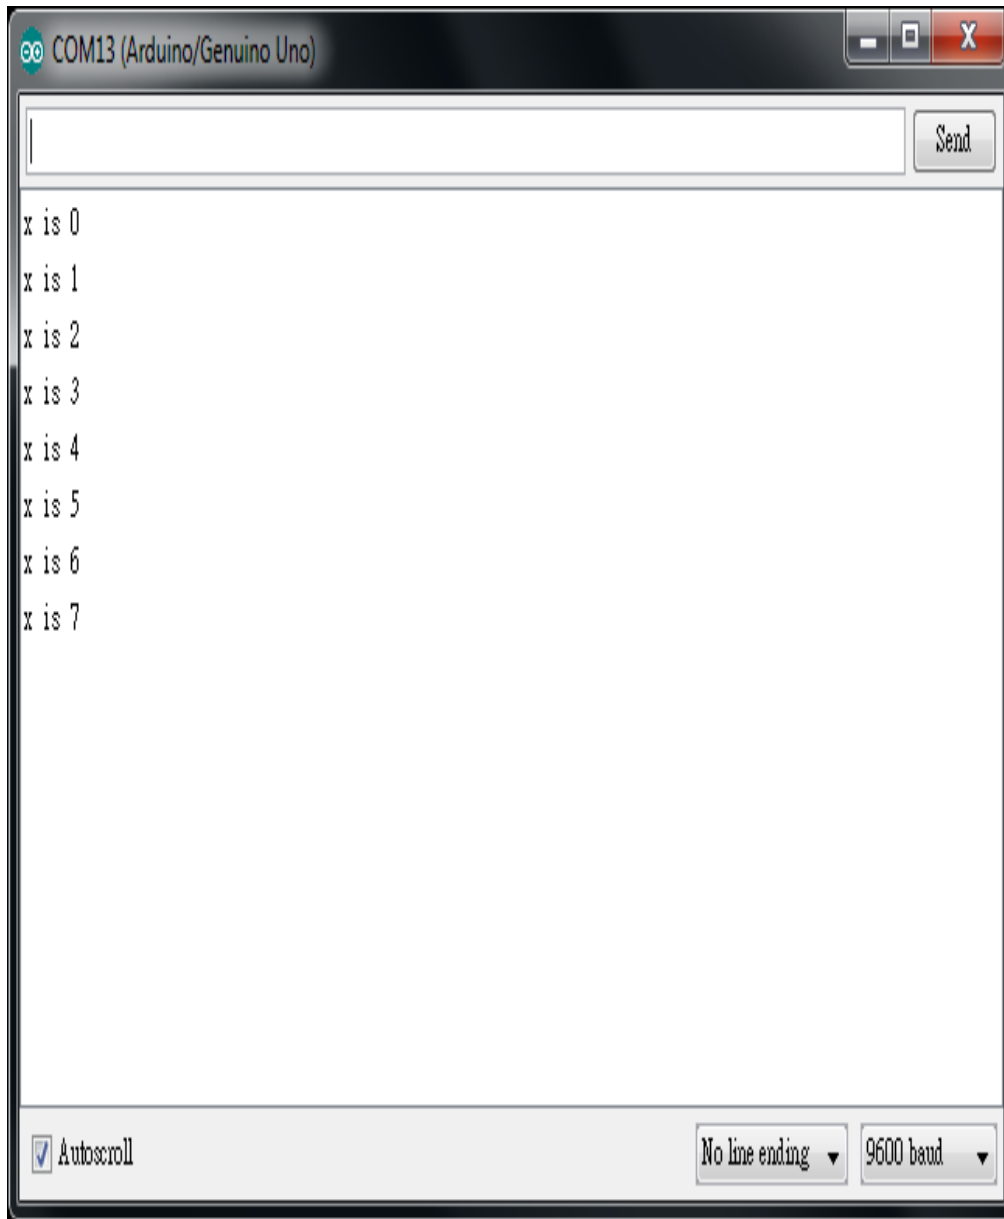 COM13 (Arduino/Genuino Uno)
Send
x is 0
x is 1
x is 2
x is 3
x is 4
x is 5
x is 6
x is 7
Autoscroll
No line ending
9600 baud